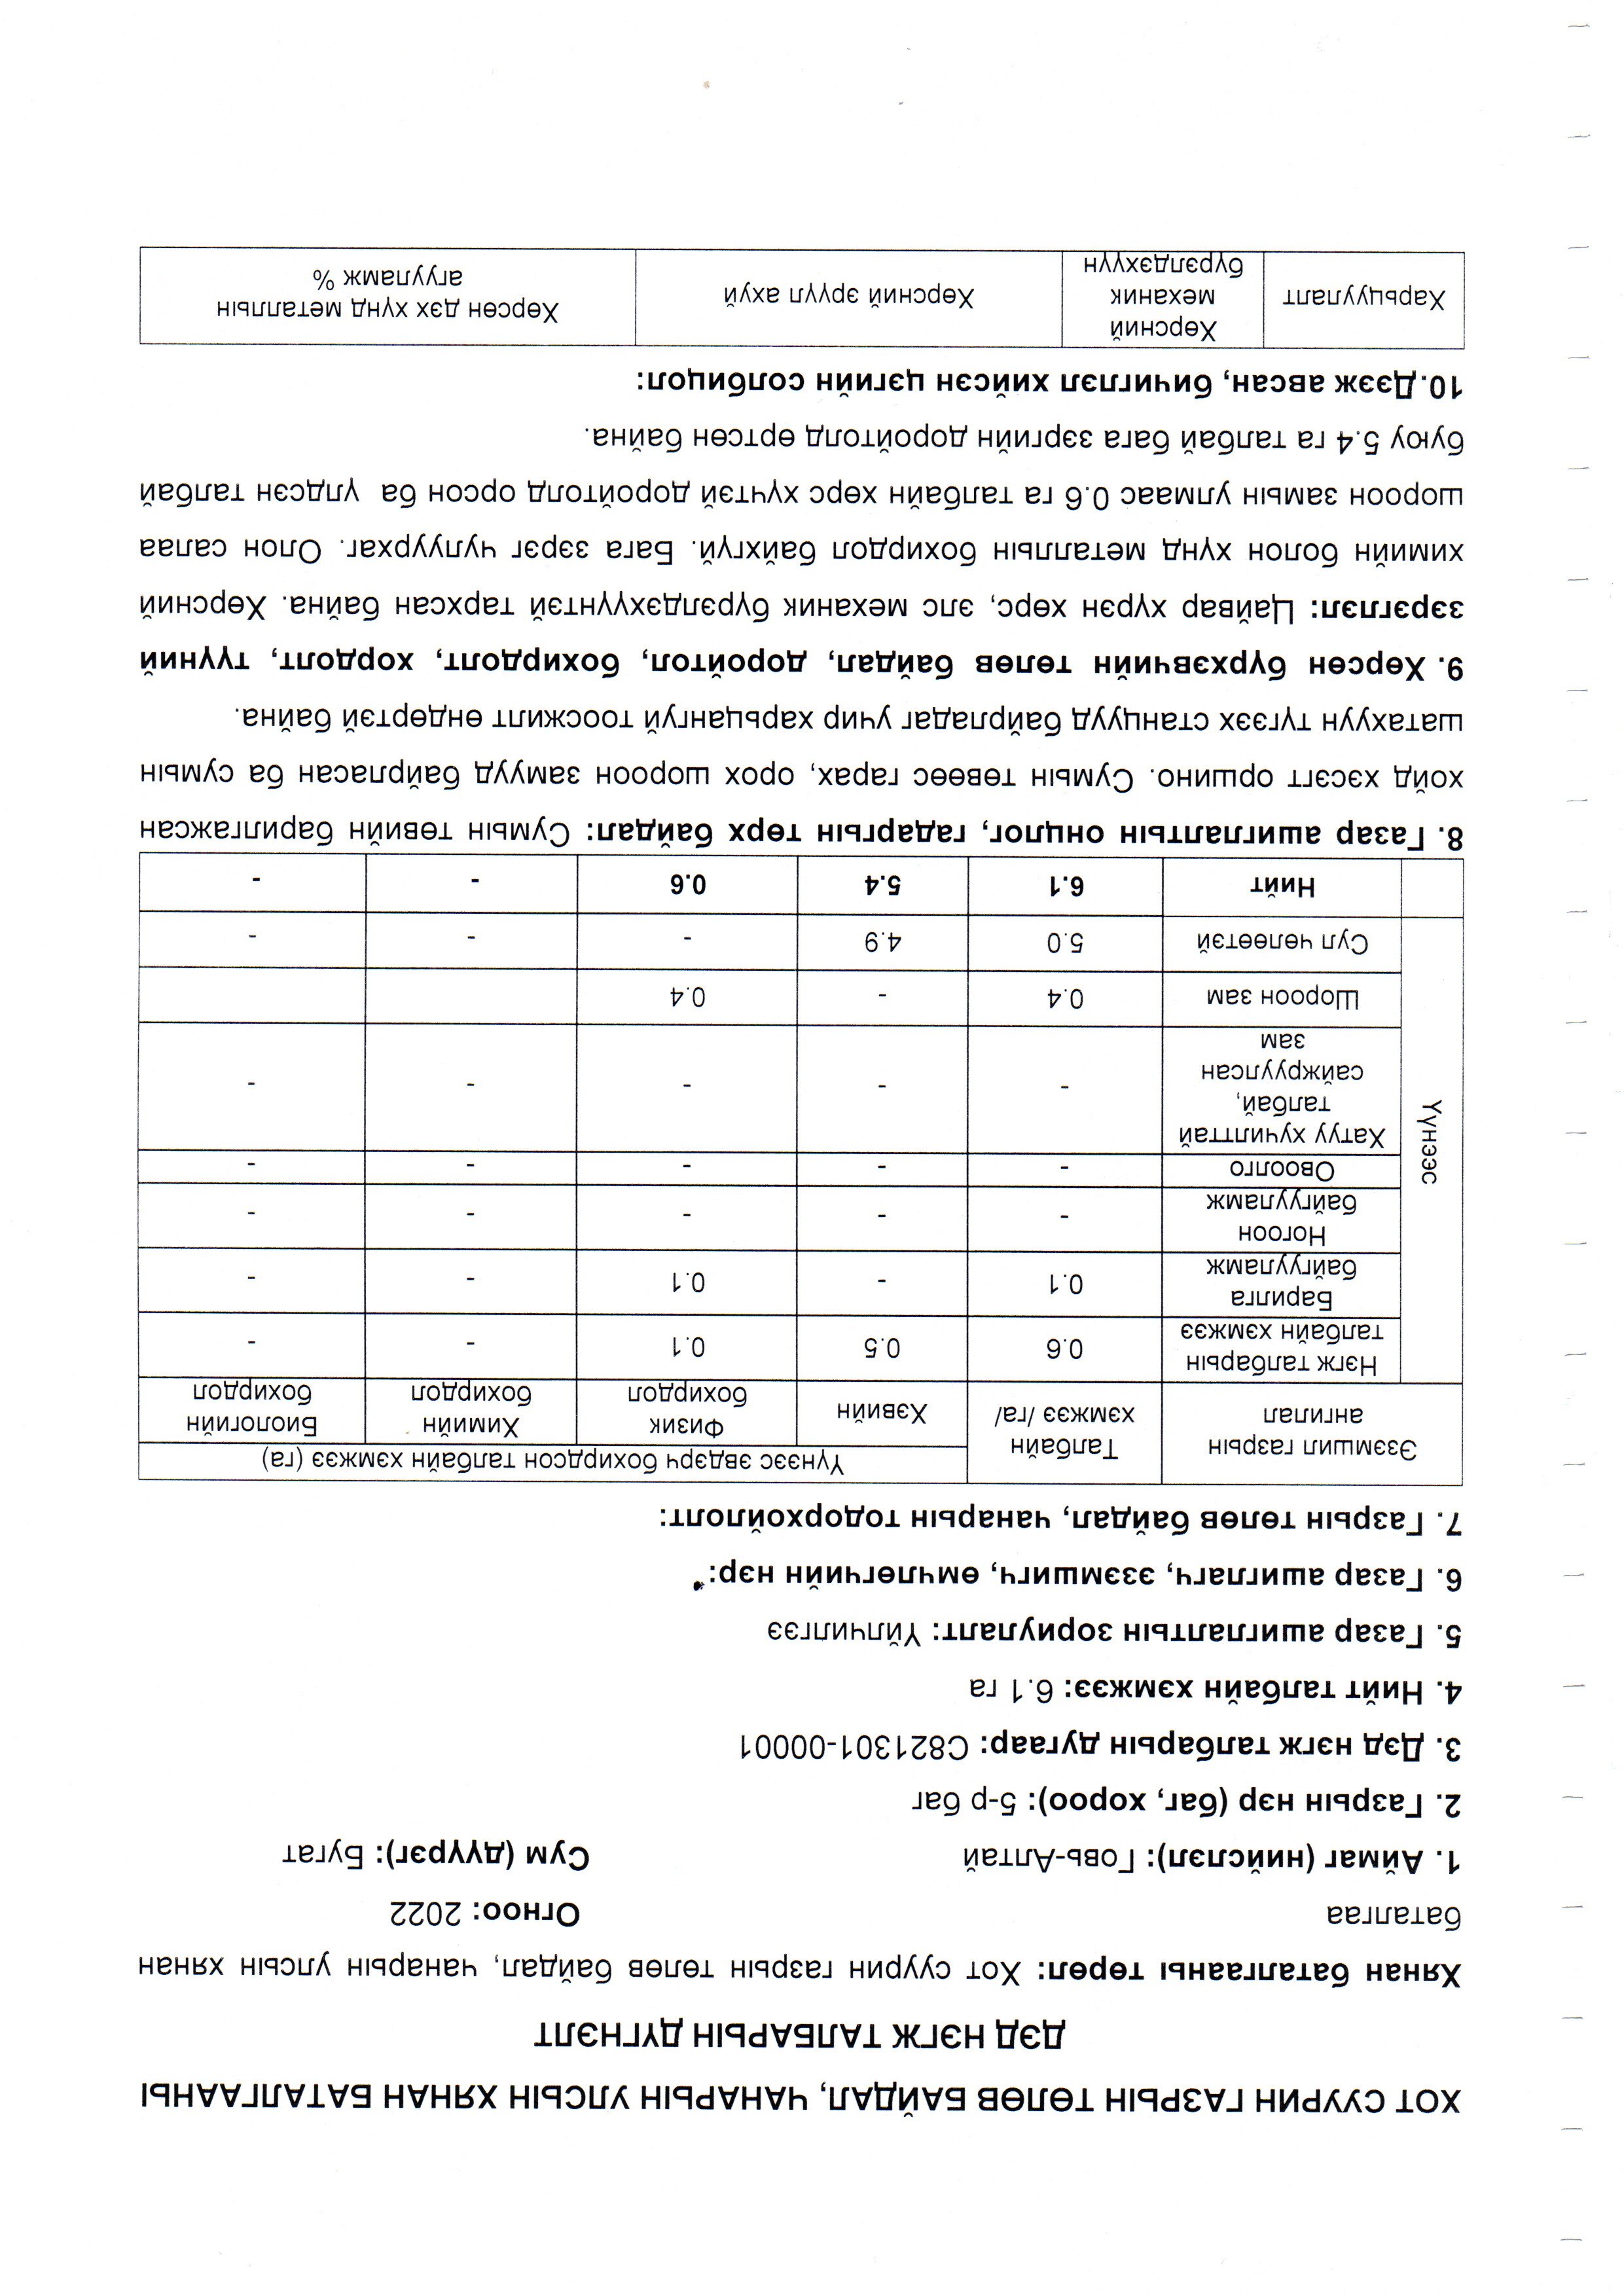 ХОТ СУУРИН ГАЗРЫН ТӨЛӨВ БАЙДАЛ, ЧАНАРЫН УЛСЫН ХЯНАН БАТАЛГААНЫ
ДЭД НЭГЖ ТАЛБАРЫН ДҮГНЭЛТ
Хянан баталгааны төрөл: Хот суурин газрын төлөв байдал, чанарын улсын хянан
баталгаа Огноо: 2022
1. Аймаг (нийслэл): Говь-Алтай Сум (дүүрэг): Бугат
2. Газрын нэр (баг, хороо): 5-р баг
3. Дэд нэгж талбарын дугаар: C821301-00001
4. Нийт талбайн хэмжээ: 6.1 га
5. Газар ашиглалтын зориулалт: Үйлчилгээ
6. Газар ашиглагч, эзэмшигч, өмчлөгчийн нэр:
7. Газрын төлөв байдал, чанарын тодорхойлолт:
Эзэмшил газрын
ангилал
Талбайн
хэмжээ /га/
Үүнээс эвдэрч бохирдсон талбайн хэмжээ (га)
Хэвийн
Физик
бохирдол
Химийн
бохирдол
Биологийн
бохирдол
Үүнээс
Нэгж талбарын
талбайн хэмжээ
0.6 0.5 0.1 - -
Барилга
байгууламж
0.1 - 0.1 - -
Ногоон
байгууламж
- - - - -
Овоолго - - - - -
Хатуу хучилттай
талбай,
сайжруулсан
зам
- - - - -
Шороон зам 0.4 - 0.4
Сул чөлөөтэй 5.0 4.9 - - -
Нийт 6.1 5.4 0.6 - -
8. Газар ашиглалтын онцлог, гадаргын төрх байдал: Сумын төвийн барилгажсан
хойд хэсэгт оршино. Сумын төвөөс гарах, орох шороон замууд байрласан ба сумын
шатахуун түгээх станцууд байрладаг учир харьцангуй тоосжилт өндөртэй байна.
9. Хөрсөн бүрхэвчийн төлөв байдал, доройтол, бохирдолт, хордолт, түүний
зэрэглэл: Цайвар хүрэн хөрс, элс механик бүрэлдэхүүнтэй тархсан байна. Хөрсний
химийн болон хүнд металлын бохирдол байхгүй. Бага зэрэг чулуурхаг. Олон салаа
шороон замын улмаас 0.6 га талбайн хөрс хүчтэй доройтолд орсон ба үлдсэн талбай
буюу 5.4 га талбай бага зэргийн доройтолд өртсөн байна.
10.Дээж авсан, бичиглэл хийсэн цэгийн солбицол:
Харьцуулалт
Хөрсний
механик
бүрэлдэхүүн
Хөрсний эрүүл ахуй
Хөрсөн дэх хүнд металлын
агууламж %